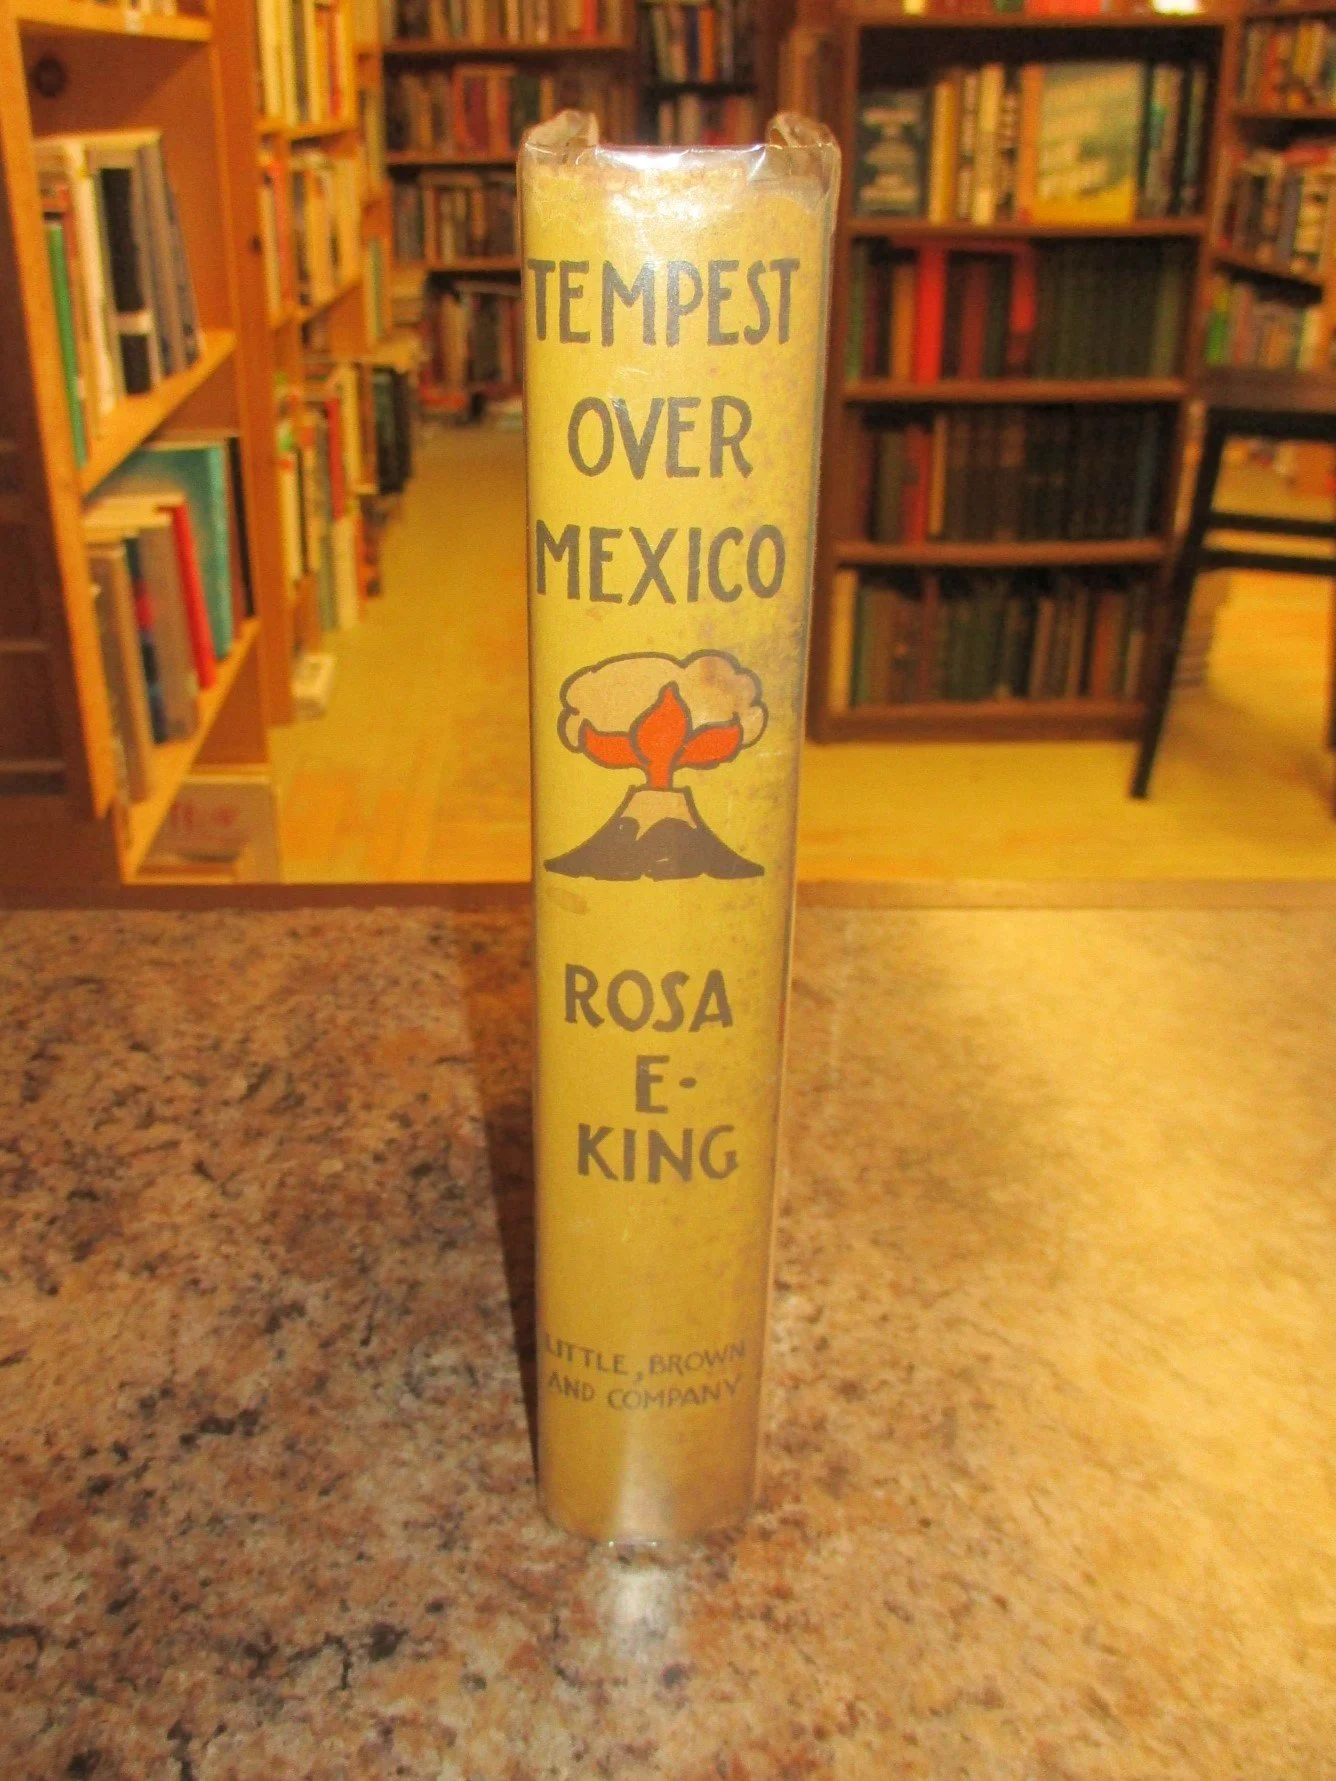 TEMPEST
OVER
MEXICO
ROSA
E·
KING
LITTLE, BROWN
AND COMPANY